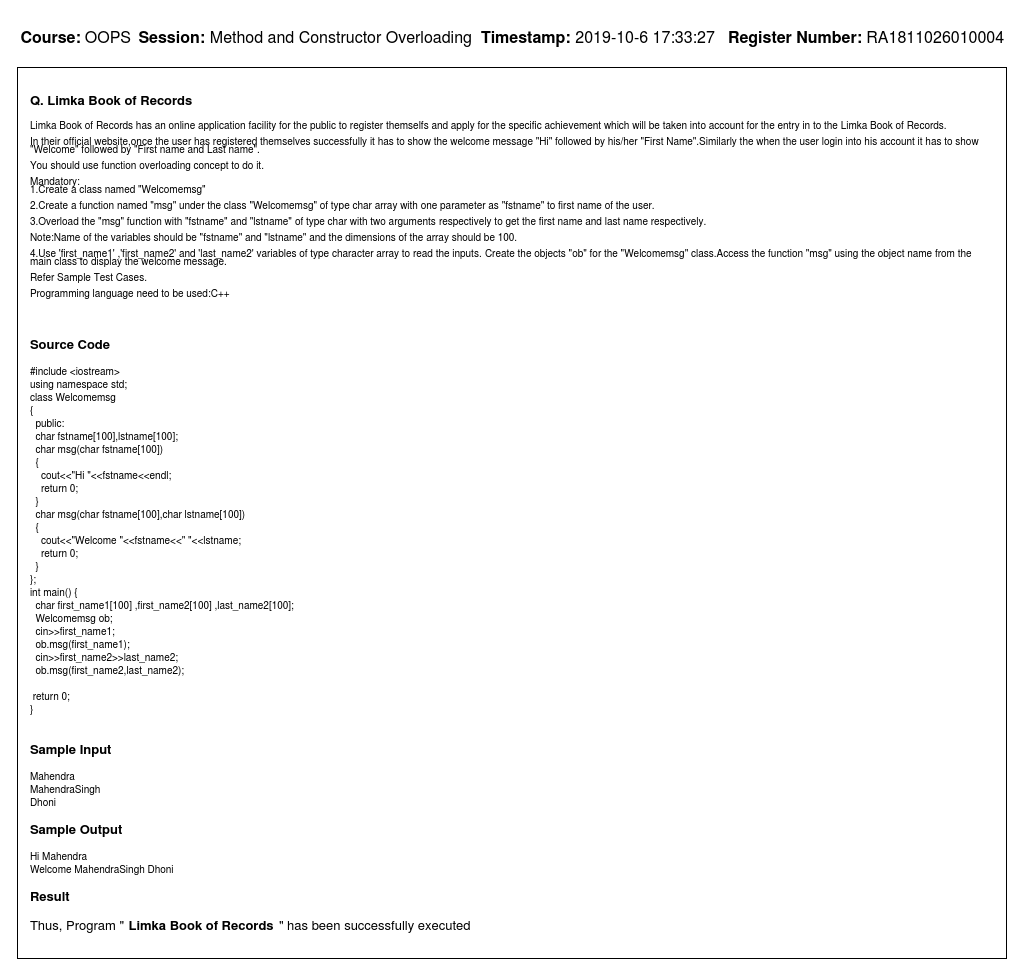 Course: OOPS Session: Method and Constructor Overloading Timestamp: 2019-10-6 17:33:27 Register Number: RA1811026010004
Q. Limka Book of Records
Limka Book of Records has an online application facility for the public to register themselfs and apply for the specific achievement which will be taken into account for the entry in to the Limka Book of Records.
In their official website,once the user has registered themselves successfully it has to show the welcome message "Hi" followed by his/her "First Name".Similarly the when the user login into his account it has to show
"Welcome" followed by "First name and Last name".
You should use function overloading concept to do it.
Mandatory:
1.Create a class named "Welcomemsg"
2.Create a function named "msg" under the class "Welcomemsg" of type char array with one parameter as "fstname" to first name of the user.
3.Overload the "msg" function with "fstname" and "lstname" of type char with two arguments respectively to get the first name and last name respectively.
Note:Name of the variables should be "fstname" and "lstname" and the dimensions of the array should be 100.
4.Use 'first_name1' ,'first_name2' and 'last_name2' variables of type character array to read the inputs. Create the objects "ob" for the "Welcomemsg" class.Access the function "msg" using the object name from the
main class to display the welcome message.
Refer Sample Test Cases.
Programming language need to be used:C++
Source Code
#include <iostream>
using namespace std;
class Welcomemsg
{
public:
char fstname[100],lstname[100];
char msg(char fstname[100])
{
cout<<"Hi "<<fstname<<endl;
return 0;
}
char msg(char fstname[100],char lstname[100])
{
cout<<"Welcome "<<fstname<<" "<<lstname;
return 0;
}
};
int main() {
char first_name1[100] ,first_name2[100] ,last_name2[100];
Welcomemsg ob;
cin>>first_name1;
ob.msg(first_name1);
cin>>first_name2>>last_name2;
ob.msg(first_name2,last_name2);
return 0;
}
Sample Input
Mahendra
MahendraSingh
Dhoni
Sample Output
Hi Mahendra
Welcome MahendraSingh Dhoni
Result
Thus, Program " Limka Book of Records " has been successfully executed